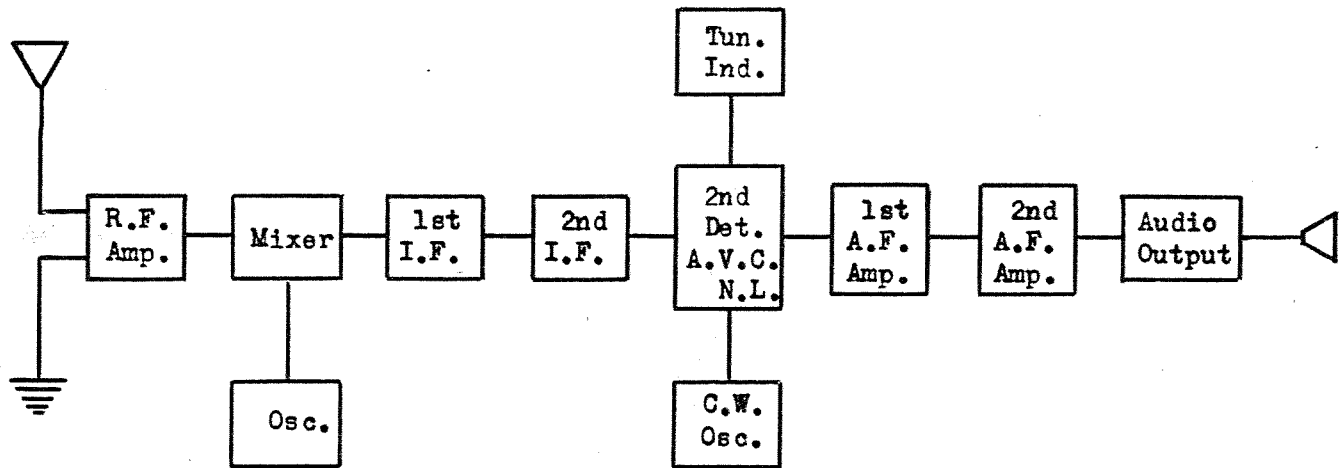 Tun.
Ind.
R.F.
Amp.
Mixer
1st
I.F.
2nd
I.F.
2nd
Det.
A.V.C.
N.L.
1st
A.F.
Amp.
2nd
A.F.
Amp.
Audio
Output
Osc.
C.W.
Osc.